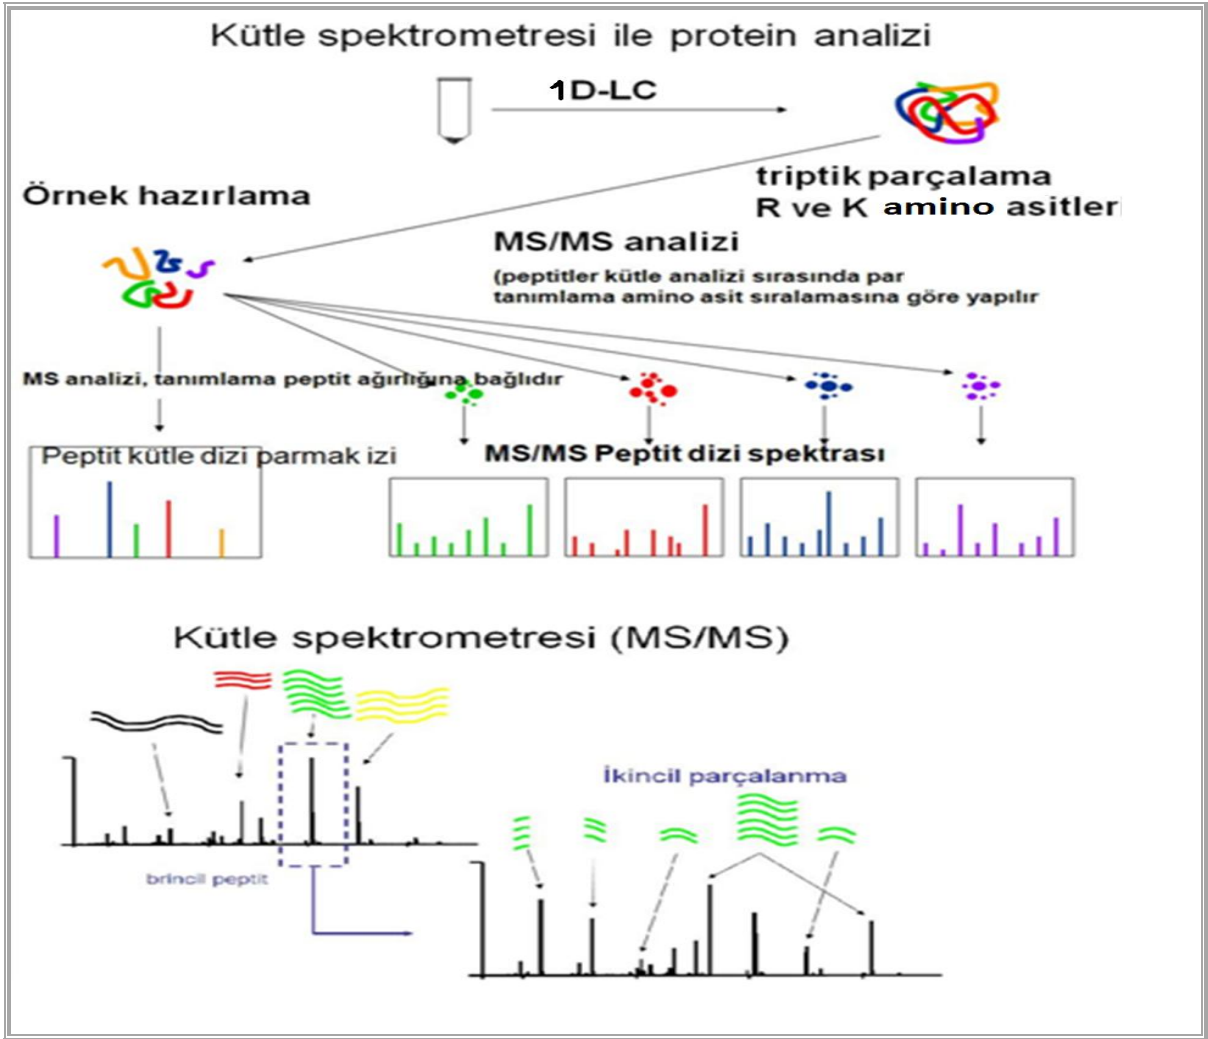 Kütle spektrometresi ile protein analizi
1D-LC
Örnek hazırlama
triptik parçalama
R ve K amino asitleri
MS/MS analizi
(peptitler kütle analizi sırasında par
tanımlama amino asit sıralamasına göre yapılır
MS analizi, tanımlama peptit ağırlığına bağlıdır
Peptit kütle dizi parmak izi
MS/MS Peptit dizi spektrası
Kütle spektrometresi (MS/MS)
İkincil parçalanma
brincil peptit